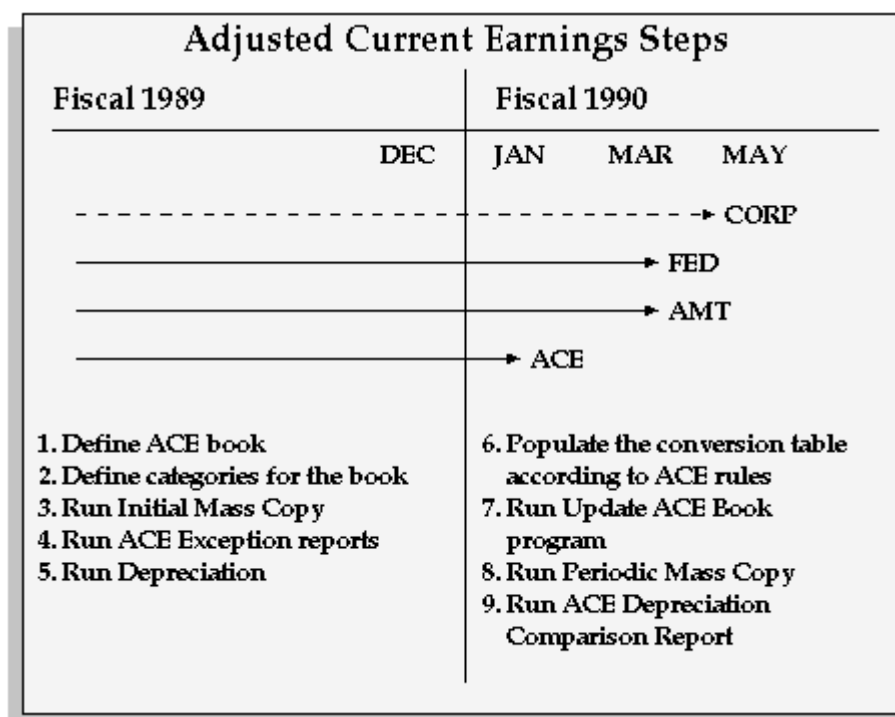 Adjusted Current Earnings Steps
Fiscal 1989
Fiscal 1990
DEC
JAN
MAR
MAY
CORP
FED
AMT
ACE
1. Define ACE book
2. Define categories for the book
3. Run Initial Mass Copy
4. Run ACE Exception reports
5. Run Depreciation
6. Populate the conversion table
according to ACE rules
7. Run Update ACE Book
program
8. Run Periodic Mass Copy
9. Run ACE Depreciation
Comparison Report